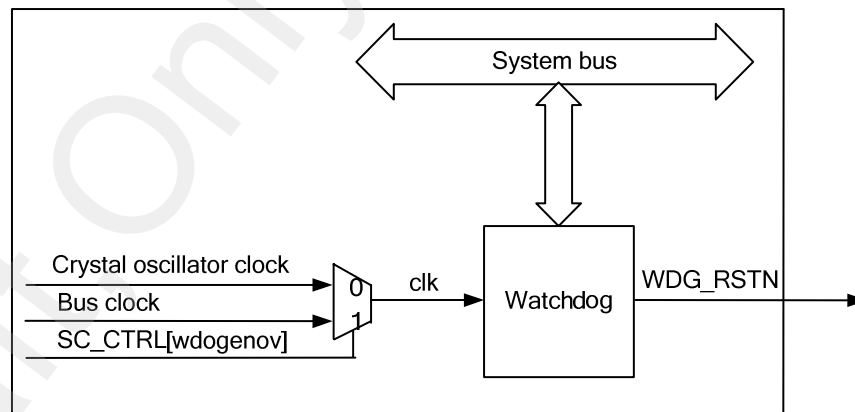 System bus
Crystal oscillator clock
0
clk
Watchdog
WDG_RSTN
Bus clock
1
SC_CTRL[wdogenov]